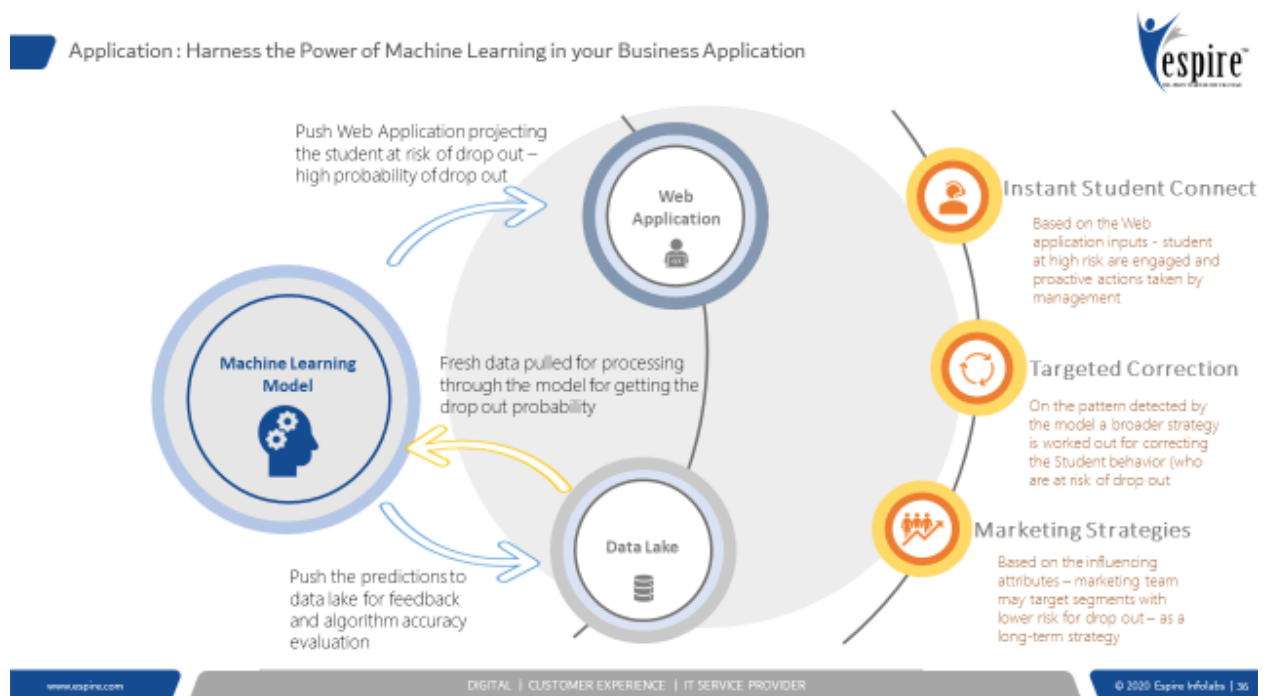 Application : Harness the Power of Machine Learning in your Business Application
espire™
Push Web Application projecting
the student at risk of drop out –
high probability of drop out
Web
Application
Instant Student Connect
Based on the Web
application inputs - student
at high risk are engaged and
proactive actions taken by
management
Machine Learning
Model
Fresh data pulled for processing
through the model for getting the
drop out probability
Targeted Correction
On the pattern detected by
the model a broader strategy
is worked out for correcting
the Student behavior (who
are at risk of drop out
Data Lake
Push the predictions to
data lake for feedback
and algorithm accuracy
evaluation
Marketing Strategies
Based on the influencing
attributes – marketing team
may target segments with
lower risk for drop out – as a
long-term strategy
www.espire.com
DIGITAL | CUSTOMER EXPERIENCE | IT SERVICE PROVIDER
© 2020 Espire Infolabs | 36